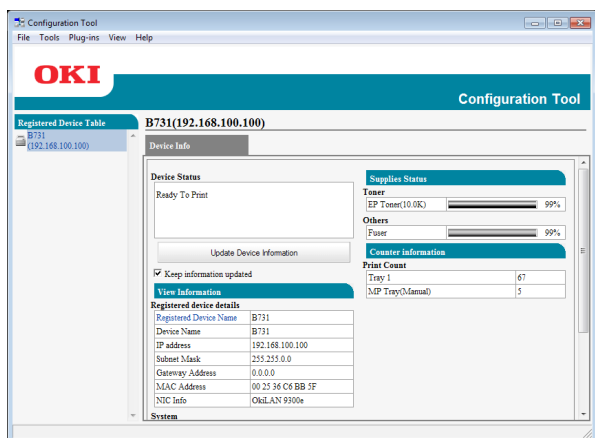 Configuration Tool
File Tools Plug-ins View Help
OKI
Configuration Tool
Registered Device Table
B731
(192.168.100.100)
B731(192.168.100.100)
Device Info
Device Status
Ready To Print
Update Device Information
Keep information updated
View Information
Registered device details
Registered Device Name B731
Device Name B731
IP address 192.168.100.100
Subnet Mask 255.255.0.0
Gateway Address 0.0.0.0
MAC Address 00 25 36 C6 BB 5F
NIC Info OkiLAN 9300e
System
Supplies Status
Toner
EP Toner(10.0K) 99%
Others
Fuser 99%
Counter information
Print Count
Tray 1 67
MP Tray(Manual) 5